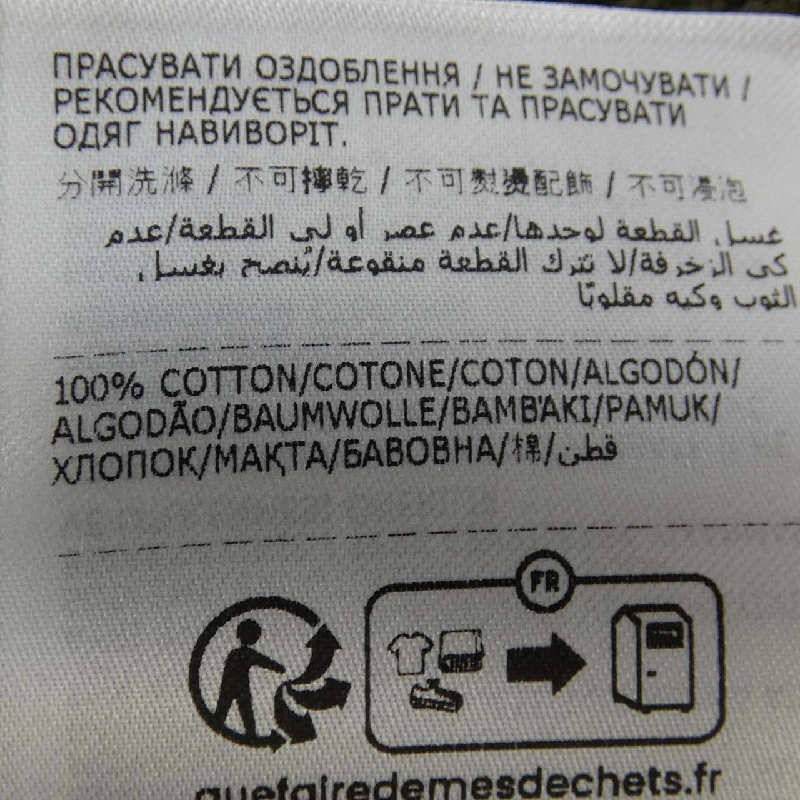 ПРАСУВАТИ ОЗДОБЛЕННЯ / НЕ ЗАМОЧУВАТИ /
РЕКОМЕНДУЄТЬСЯ ПРАТИ ТА ПРАСУВАТИ
ОДЯГ НАВИВОРІТ.
分開洗滌 / 不可擰乾 / 不可熨燙配飾 / 不可浸泡
غسل القطعة لوحدها/عدم عصر أو لي القطعة/عدم
كي الزخرفة/لا تترك القطعة منقوعة/يُنصح بغسل
الثوب وكيه مقلوبًا
100% COTTON/COTONE/COTON/ALGODÓN/
ALGODÃO/BAUMWOLLE/BAMBAKI/PAMUK/
ХЛОПОК/МАҚТА/БАВОВНА/棉/قطن
FR
quefairedemesdechets.fr